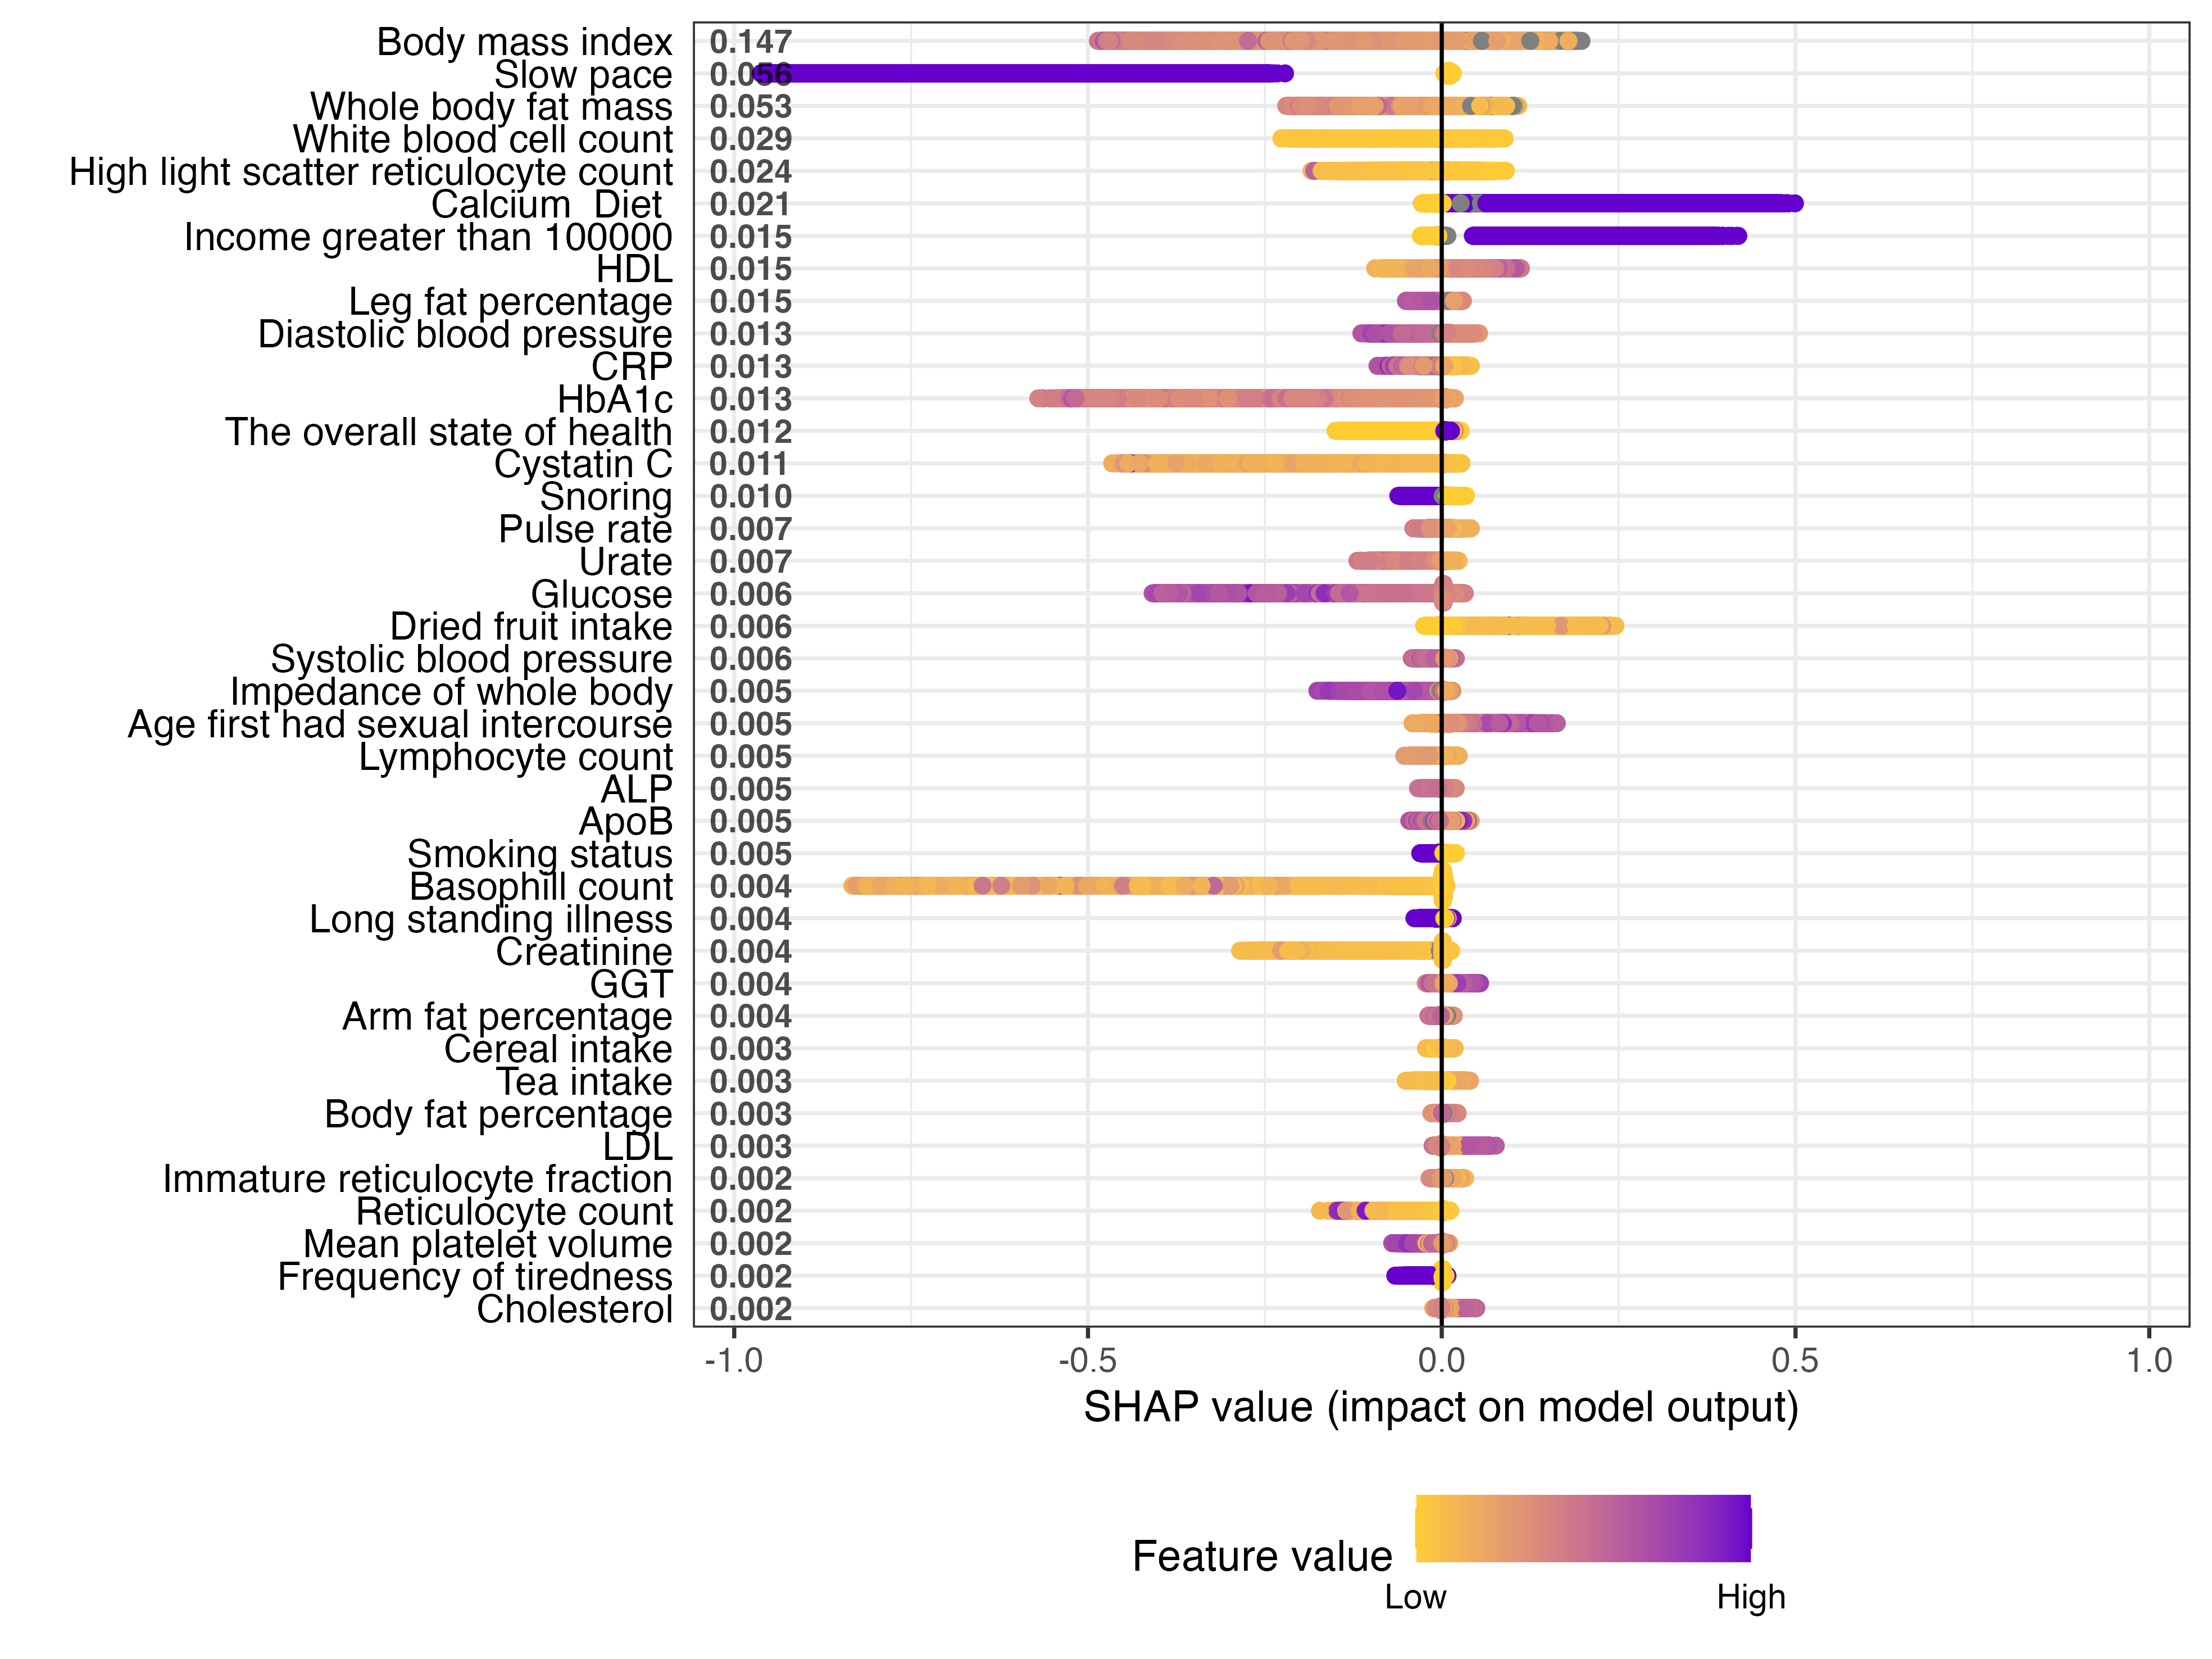 Body mass index 0.147
Slow pace 0.056
Whole body fat mass 0.053
White blood cell count 0.029
High light scatter reticulocyte count 0.024
Calcium  Diet 0.021
Income greater than 100000 0.015
HDL 0.015
Leg fat percentage 0.015
Diastolic blood pressure 0.013
CRP 0.013
HbA1c 0.013
The overall state of health 0.012
Cystatin C 0.011
Snoring 0.010
Pulse rate 0.007
Urate 0.007
Glucose 0.006
Dried fruit intake 0.006
Systolic blood pressure 0.006
Impedance of whole body 0.005
Age first had sexual intercourse 0.005
Lymphocyte count 0.005
ALP 0.005
ApoB 0.005
Smoking status 0.005
Basophill count 0.004
Long standing illness 0.004
Creatinine 0.004
GGT 0.004
Arm fat percentage 0.004
Cereal intake 0.003
Tea intake 0.003
Body fat percentage 0.003
LDL 0.003
Immature reticulocyte fraction 0.002
Reticulocyte count 0.002
Mean platelet volume 0.002
Frequency of tiredness 0.002
Cholesterol 0.002
-1.0 -0.5 0.0 0.5 1.0
SHAP value (impact on model output)
Feature value
Low High